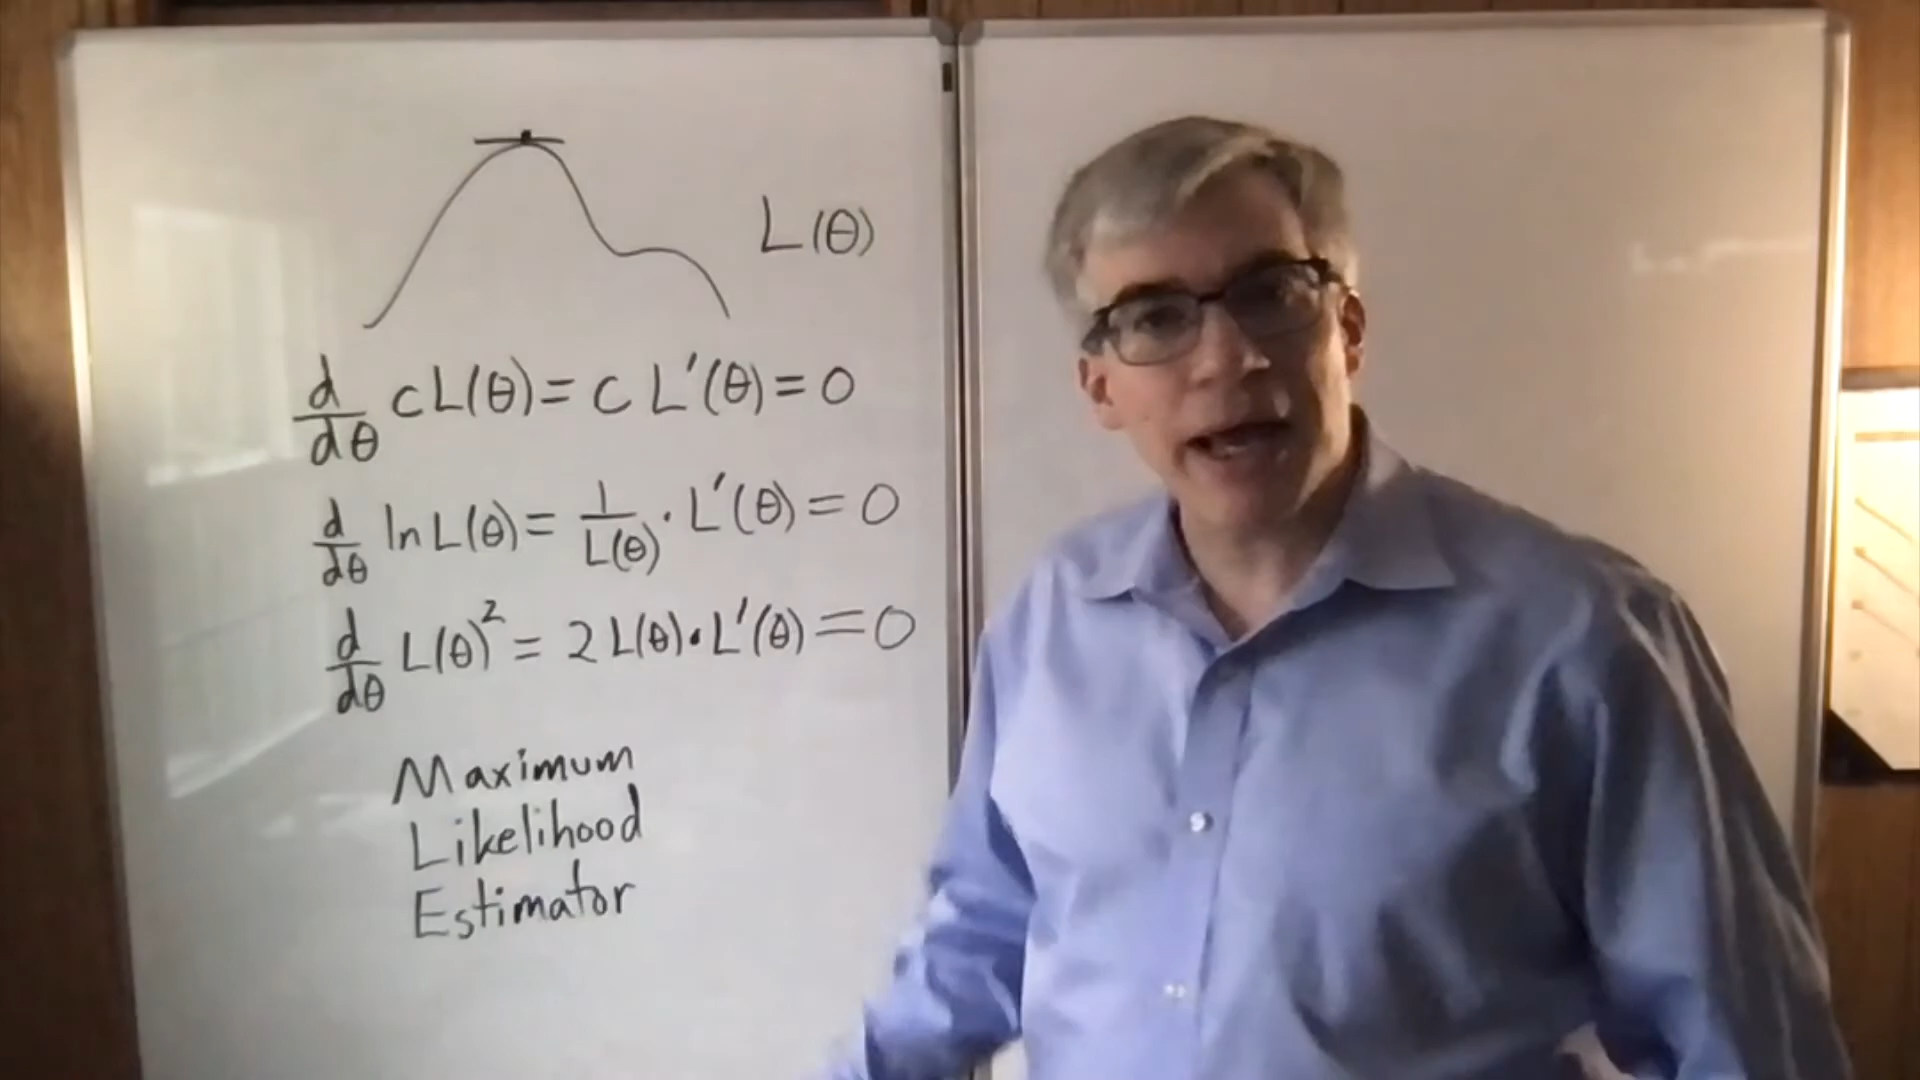 L(θ)
d/dθ cL(θ) = c L′(θ) = 0
d/dθ ln L(θ) = 1/L(θ) · L′(θ) = 0
d/dθ L(θ)² = 2 L(θ) · L′(θ) = 0
Maximum
Likelihood
Estimator